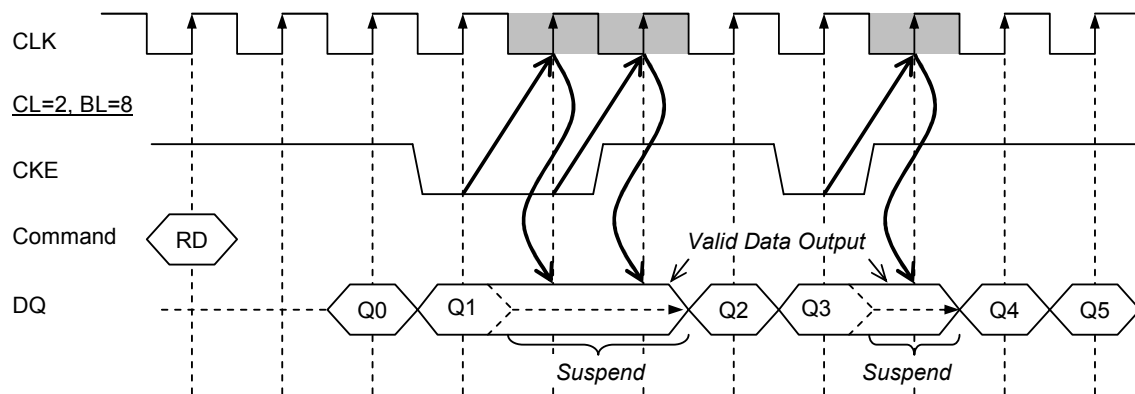 CLK
CL=2, BL=8
CKE
Command RD Valid Data Output
DQ Q0 Q1 Q2 Q3 Q4 Q5
Suspend Suspend